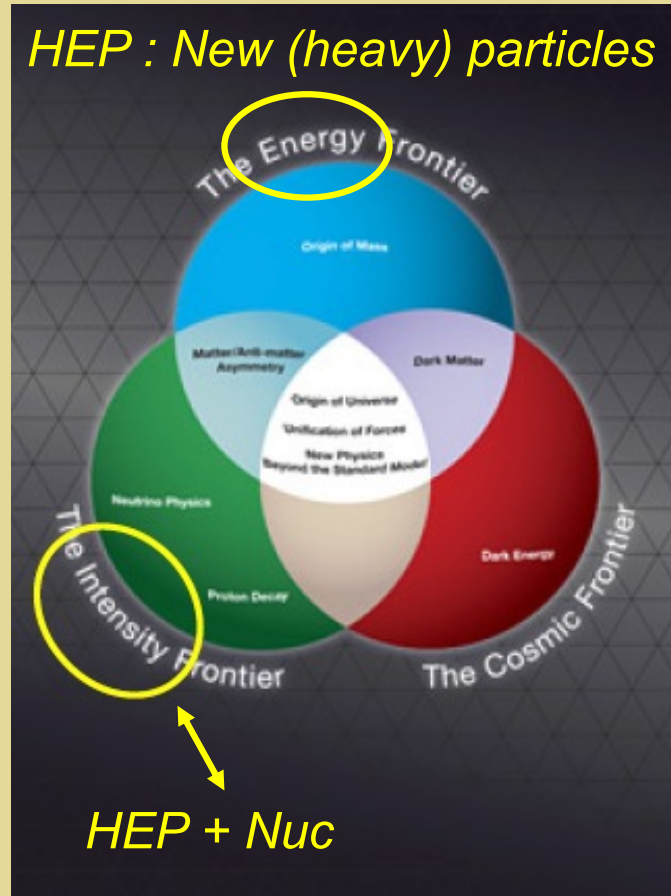 HEP : New (heavy) particles
The Energy Frontier
Origin of Mass
Matter/Anti-matter
Asymmetry
Dark Matter
Origin of Universe
Unification of Forces
New Physics
Beyond the Standard Model
Neutrino Physics
Dark Energy
Proton Decay
The Intensity Frontier
The Cosmic Frontier
HEP + Nuc